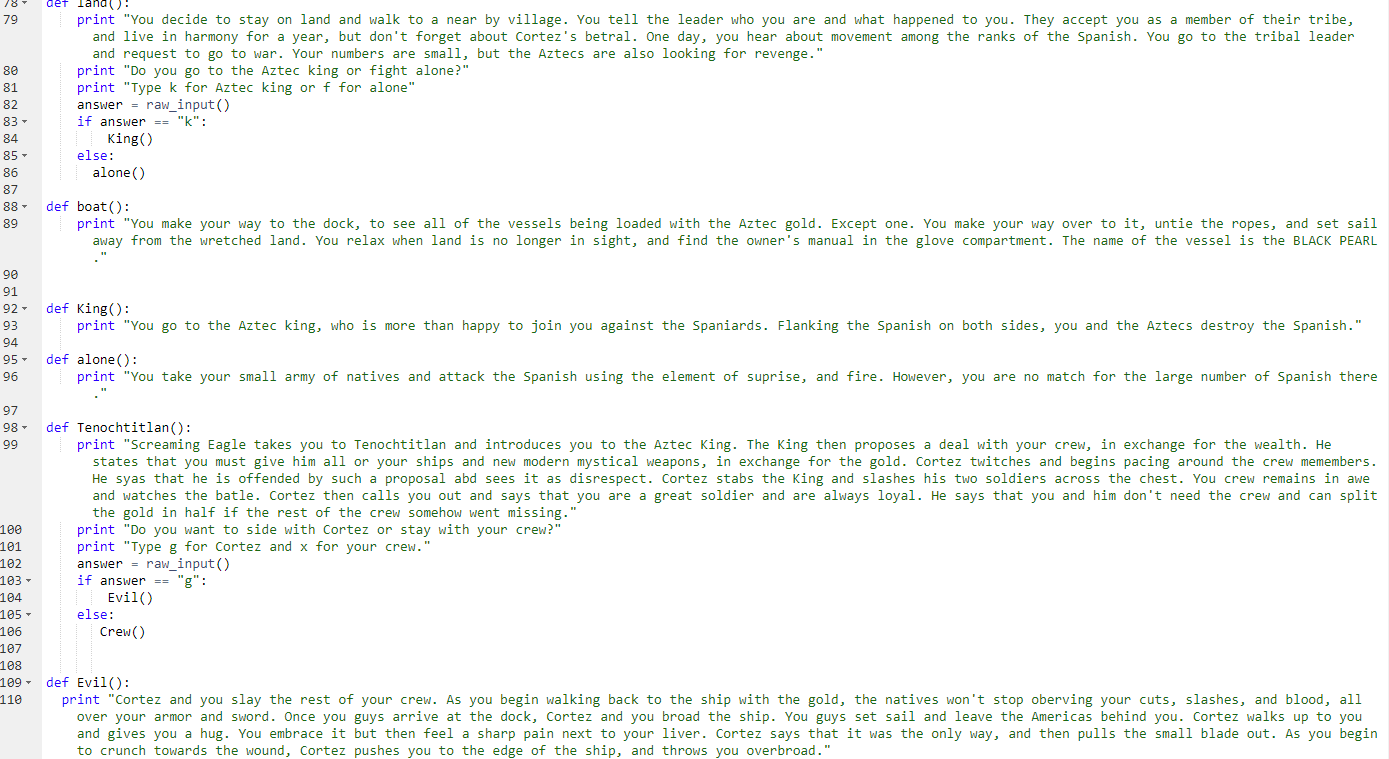 78 def land():
79 print "You decide to stay on land and walk to a near by village. You tell the leader who you are and what happened to you. They accept you as a member of their tribe,
and live in harmony for a year, but don't forget about Cortez's betral. One day, you hear about movement among the ranks of the Spanish. You go to the tribal leader
and request to go to war. Your numbers are small, but the Aztecs are also looking for revenge."
80 print "Do you go to the Aztec king or fight alone?"
81 print "Type k for Aztec king or f for alone"
82 answer = raw_input()
83 if answer == "k":
84 King()
85 else:
86 alone()
87
88 def boat():
89 print "You make your way to the dock, to see all of the vessels being loaded with the Aztec gold. Except one. You make your way over to it, untie the ropes, and set sail
away from the wretched land. You relax when land is no longer in sight, and find the owner's manual in the glove compartment. The name of the vessel is the BLACK PEARL
."
90
91
92 def King():
93 print "You go to the Aztec king, who is more than happy to join you against the Spaniards. Flanking the Spanish on both sides, you and the Aztecs destroy the Spanish."
94
95 def alone():
96 print "You take your small army of natives and attack the Spanish using the element of suprise, and fire. However, you are no match for the large number of Spanish there
."
97
98 def Tenochtitlan():
99 print "Screaming Eagle takes you to Tenochtitlan and introduces you to the Aztec King. The King then proposes a deal with your crew, in exchange for the wealth. He
states that you must give him all or your ships and new modern mystical weapons, in exchange for the gold. Cortez twitches and begins pacing around the crew memembers.
He syas that he is offended by such a proposal abd sees it as disrespect. Cortez stabs the King and slashes his two soldiers across the chest. You crew remains in awe
and watches the batle. Cortez then calls you out and says that you are a great soldier and are always loyal. He says that you and him don't need the crew and can split
the gold in half if the rest of the crew somehow went missing."
100 print "Do you want to side with Cortez or stay with your crew?"
101 print "Type g for Cortez and x for your crew."
102 answer = raw_input()
103 if answer == "g":
104 Evil()
105 else:
106 Crew()
107
108
109 def Evil():
110 print "Cortez and you slay the rest of your crew. As you begin walking back to the ship with the gold, the natives won't stop oberving your cuts, slashes, and blood, all
over your armor and sword. Once you guys arrive at the dock, Cortez and you broad the ship. You guys set sail and leave the Americas behind you. Cortez walks up to you
and gives you a hug. You embrace it but then feel a sharp pain next to your liver. Cortez says that it was the only way, and then pulls the small blade out. As you begin
to crunch towards the wound, Cortez pushes you to the edge of the ship, and throws you overbroad."